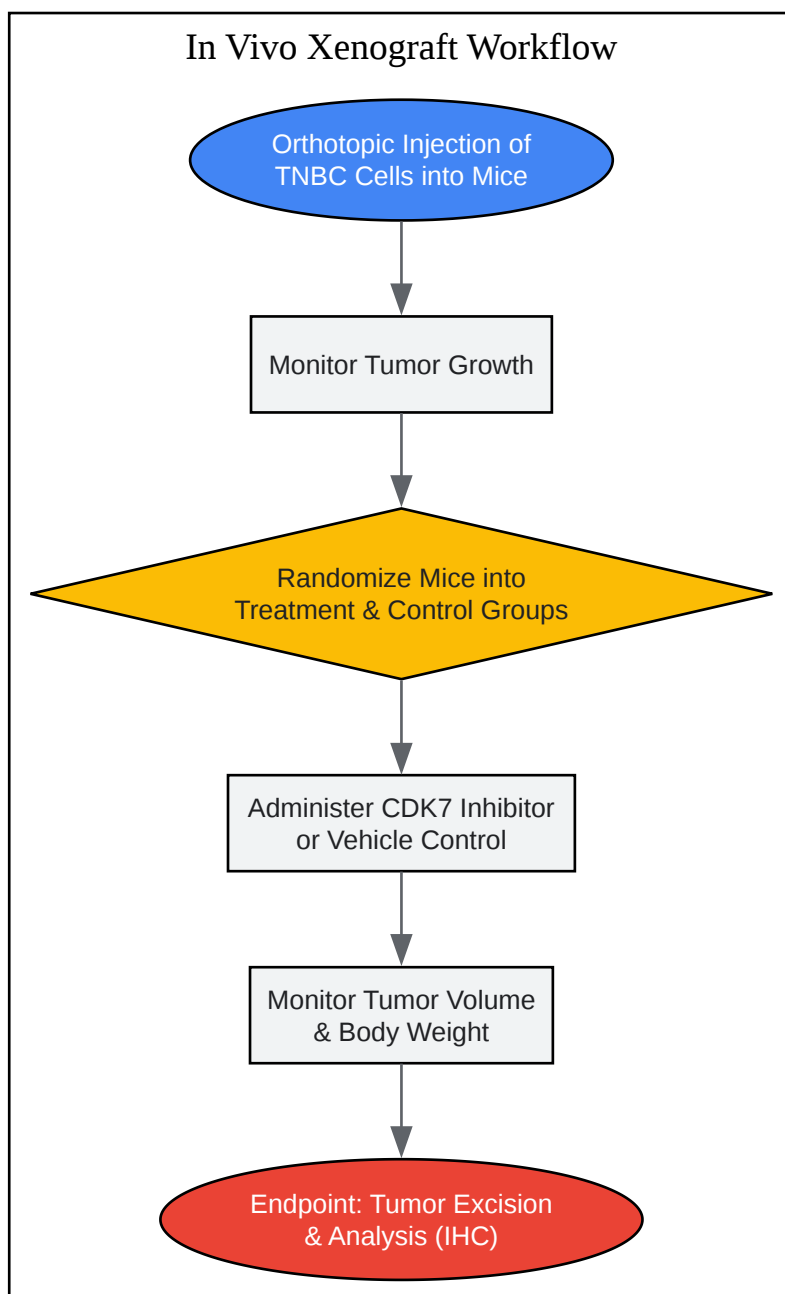 In Vivo Xenograft Workflow
Orthotopic Injection of
TNBC Cells into Mice
Monitor Tumor Growth
Randomize Mice into
Treatment & Control Groups
Administer CDK7 Inhibitor
or Vehicle Control
Monitor Tumor Volume
& Body Weight
Endpoint: Tumor Excision
& Analysis (IHC)